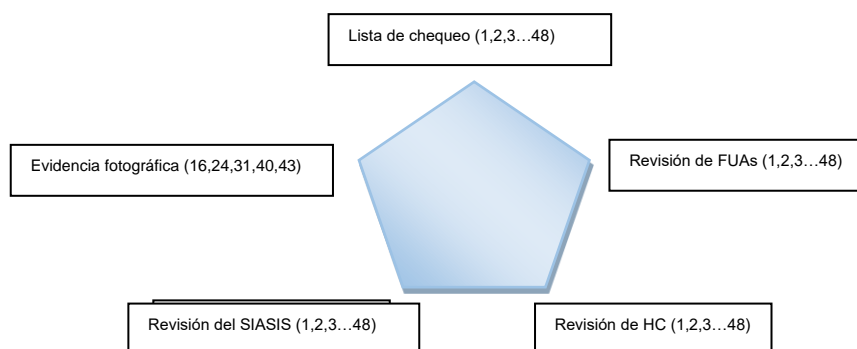 Lista de chequeo (1,2,3…48)
Evidencia fotográfica (16,24,31,40,43)
Revisión de FUAs (1,2,3…48)
Revisión del SIASIS (1,2,3…48)
Revisión de HC (1,2,3…48)